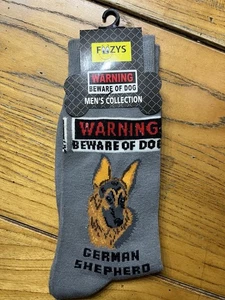 FOOZYS
WARNING
BEWARE OF DOG
MEN'S COLLECTION
WARNING
BEWARE OF DOG
GERMAN
SHEPHERD